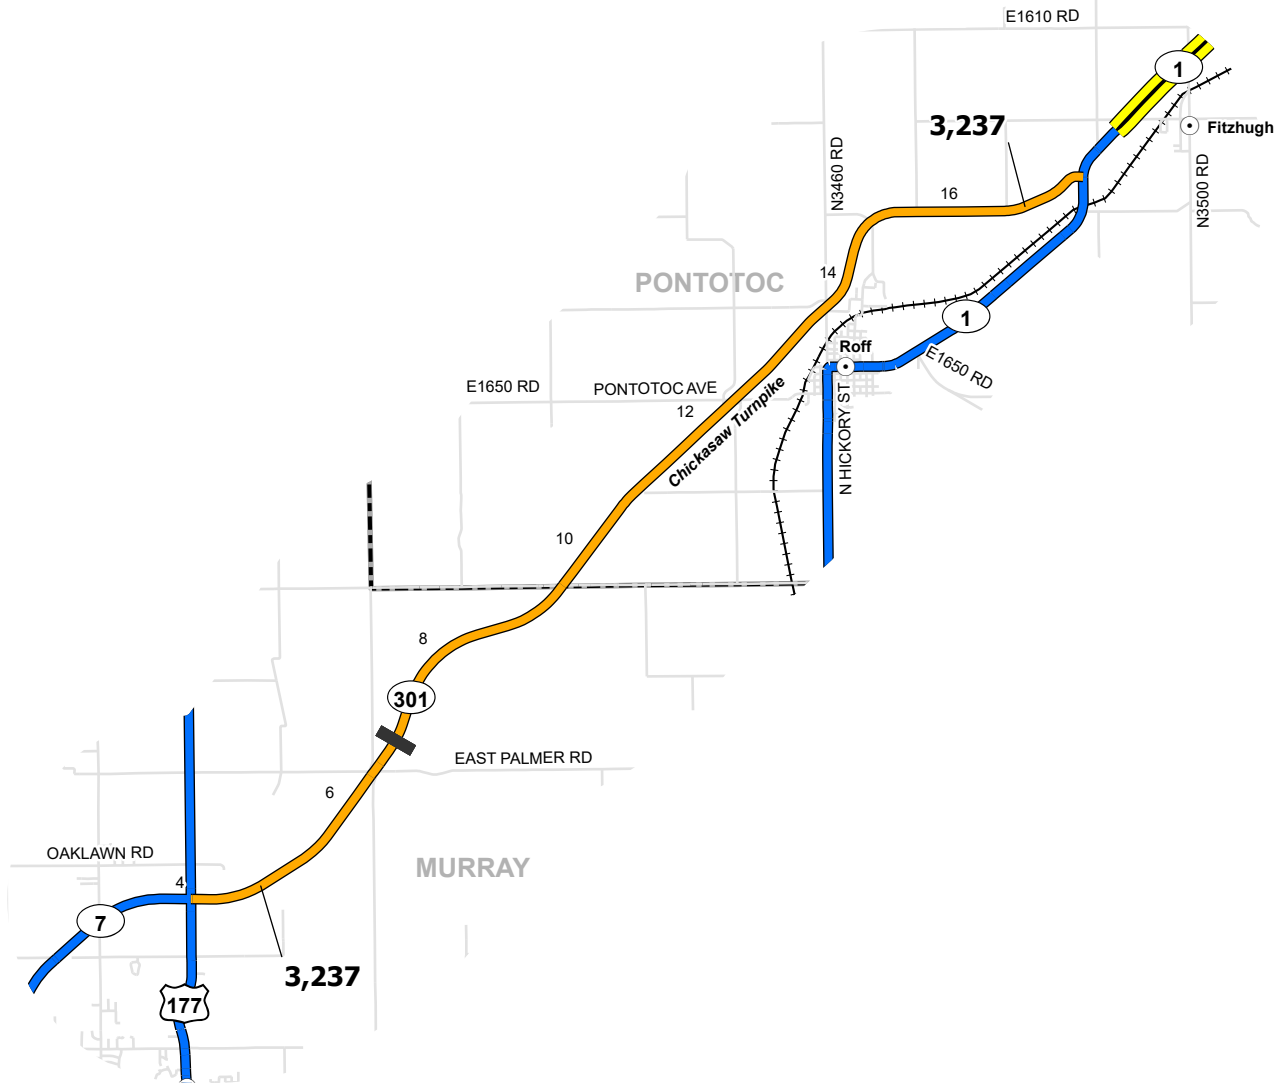 E1610 RD
1
3,237
Fitzhugh
N3460 RD
N3500 RD
16
14
PONTOTOC
1
Roff
E1650 RD
E1650 RD
PONTOTOC AVE
12
Chickasaw Turnpike
N HICKORY ST
10
8
301
EAST PALMER RD
6
OAKLAWN RD
MURRAY
4
7
3,237
177